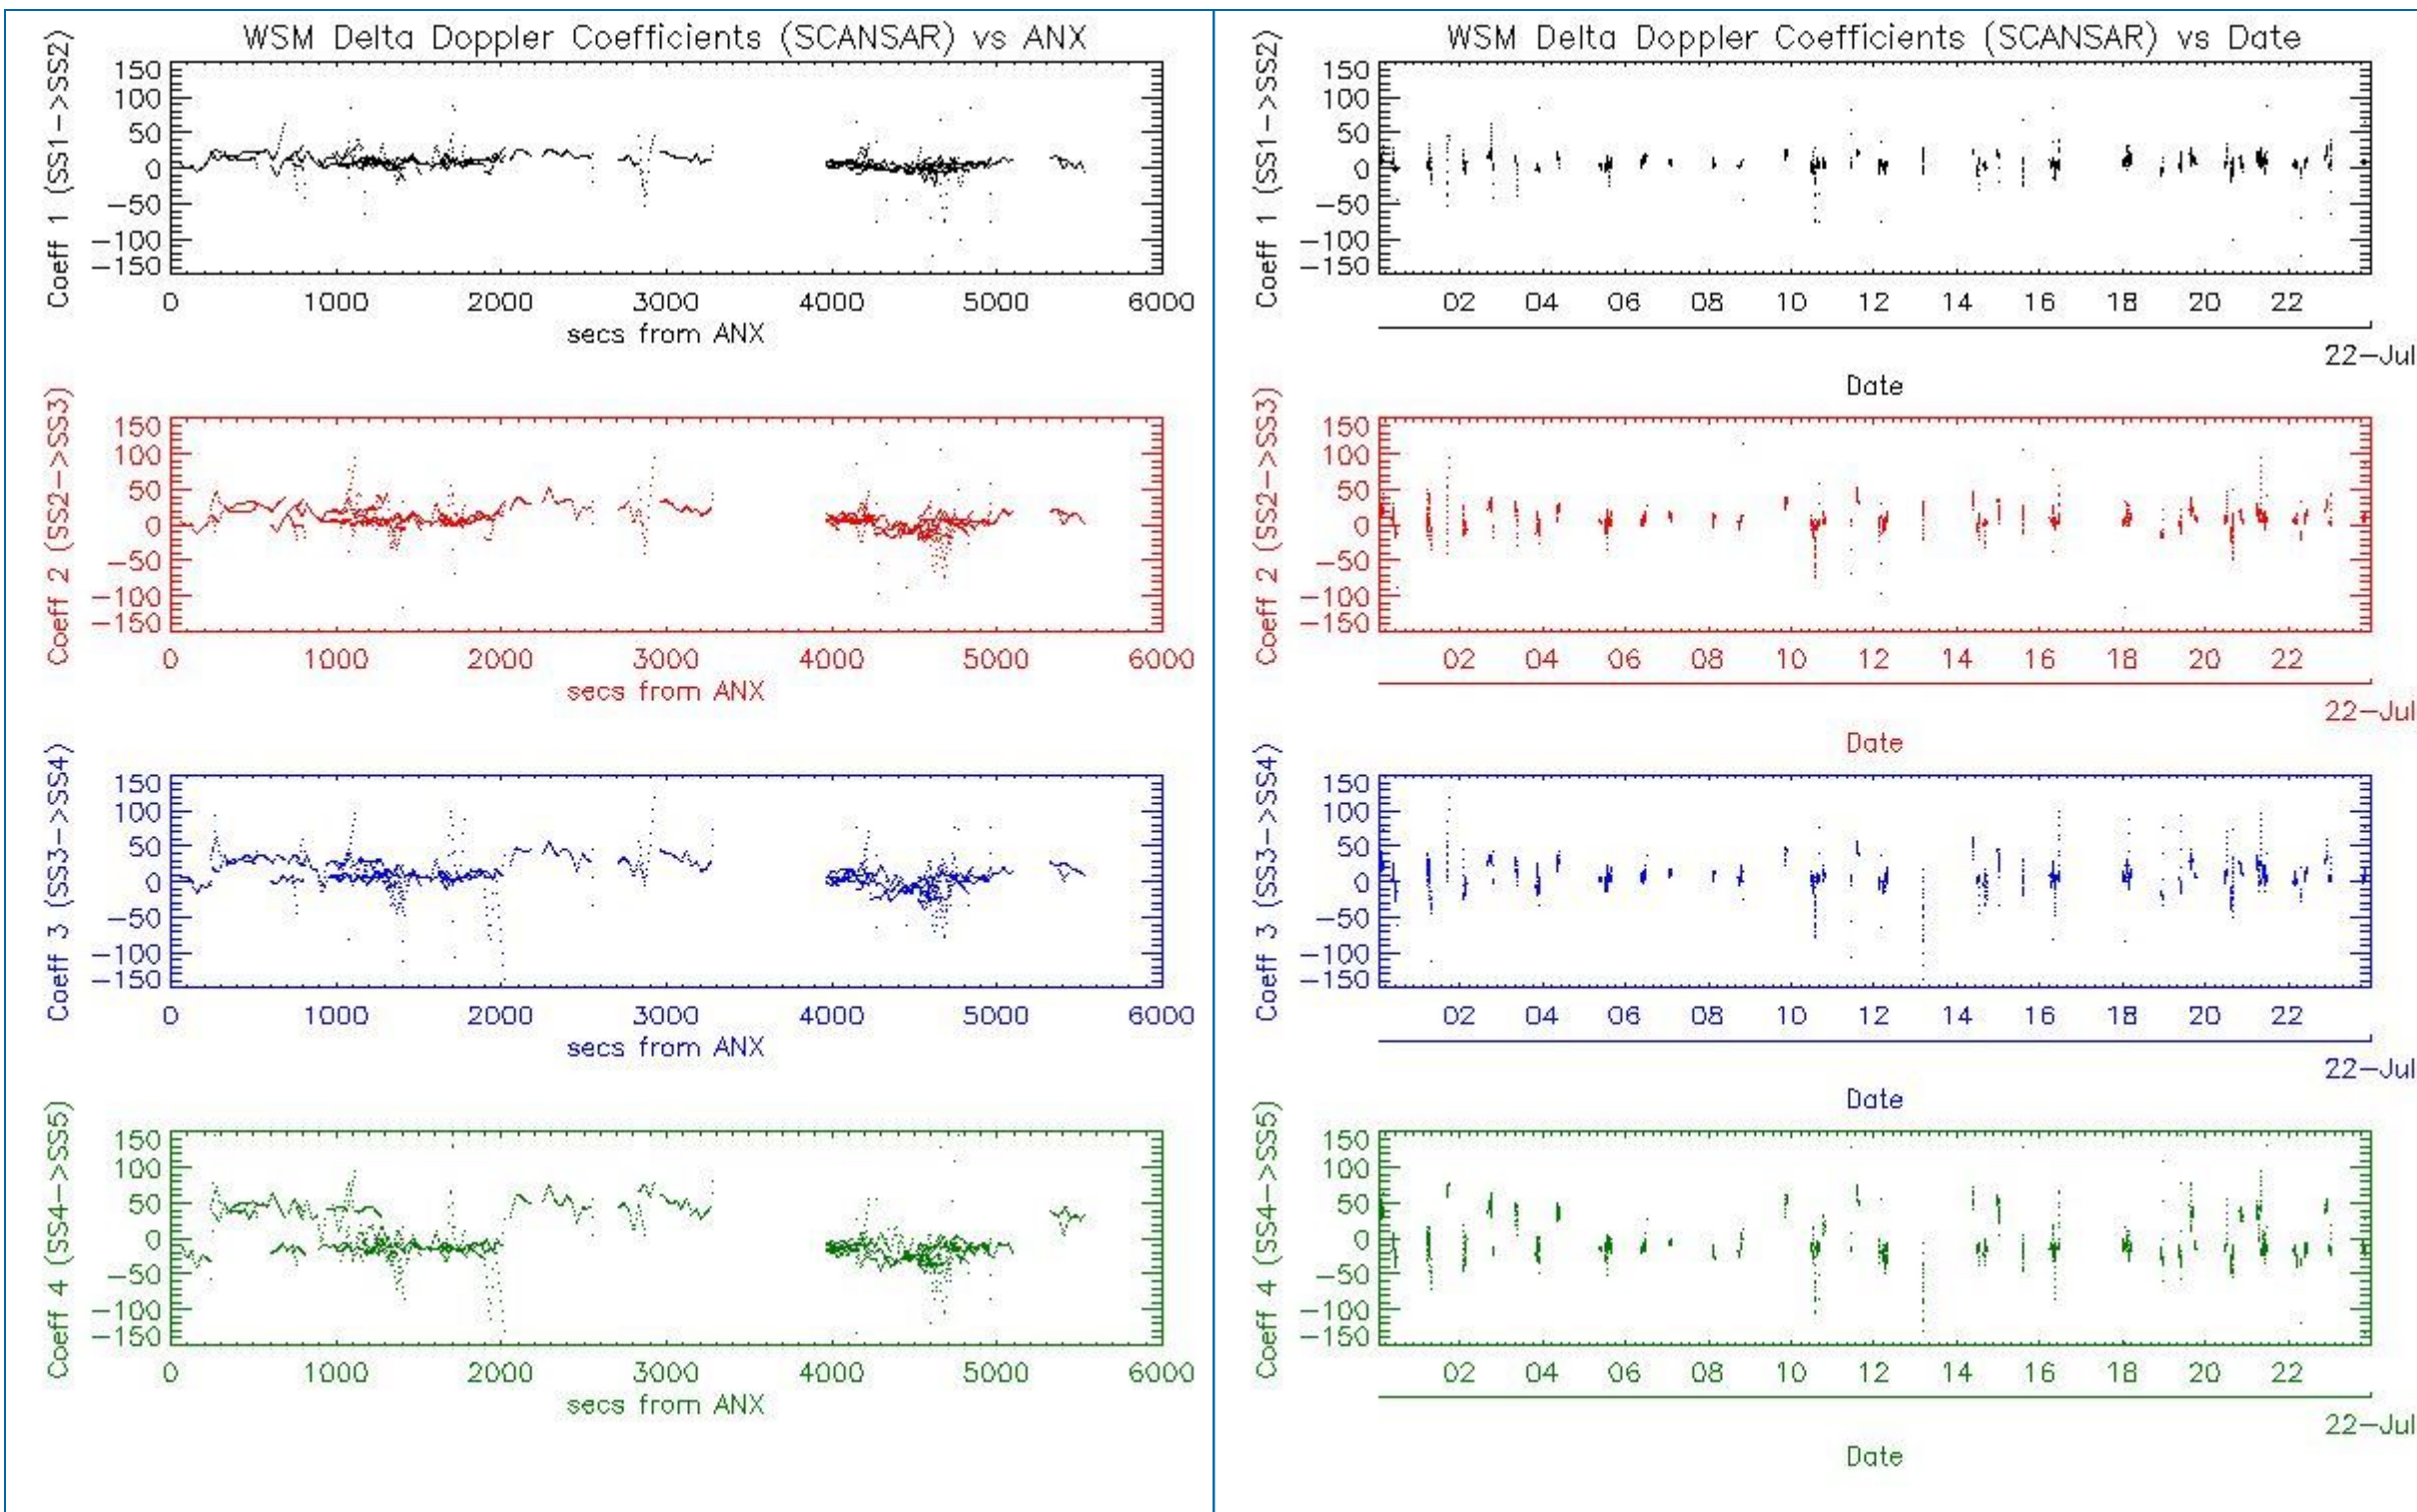 WSM Delta Doppler Coefficients (SCANSAR) vs ANX
Coeff 1 (SS1->SS2)
150
100
50
0
-50
-100
-150
0 1000 2000 3000 4000 5000 6000
secs from ANX
Coeff 2 (SS2->SS3)
150
100
50
0
-50
-100
-150
0 1000 2000 3000 4000 5000 6000
secs from ANX
Coeff 3 (SS3->SS4)
150
100
50
0
-50
-100
-150
0 1000 2000 3000 4000 5000 6000
secs from ANX
Coeff 4 (SS4->SS5)
150
100
50
0
-50
-100
-150
0 1000 2000 3000 4000 5000 6000
secs from ANX
WSM Delta Doppler Coefficients (SCANSAR) vs Date
Coeff 1 (SS1->SS2)
150
100
50
0
-50
-100
-150
02 04 06 08 10 12 14 16 18 20 22
22-Jul
Date
Coeff 2 (SS2->SS3)
150
100
50
0
-50
-100
-150
02 04 06 08 10 12 14 16 18 20 22
22-Jul
Date
Coeff 3 (SS3->SS4)
150
100
50
0
-50
-100
-150
02 04 06 08 10 12 14 16 18 20 22
22-Jul
Date
Coeff 4 (SS4->SS5)
150
100
50
0
-50
-100
-150
02 04 06 08 10 12 14 16 18 20 22
22-Jul
Date